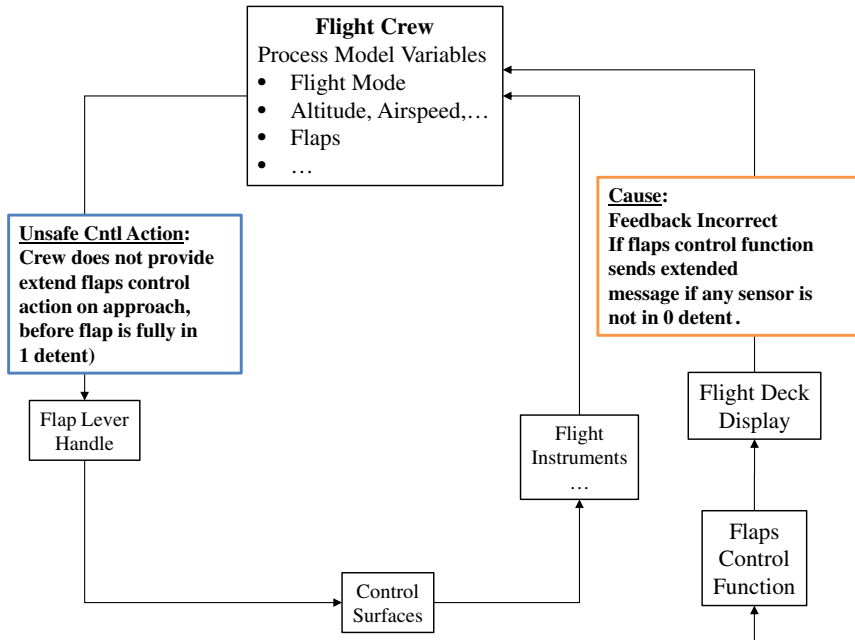 Flight Crew
Process Model Variables
• Flight Mode
• Altitude, Airspeed,…
• Flaps
• …
Unsafe Cntl Action:
Crew does not provide
extend flaps control
action on approach,
before flap is fully in
1 detent)
Cause:
Feedback Incorrect
If flaps control function
sends extended
message if any sensor is
not in 0 detent .
Flap Lever
Handle
Flight
Instruments
…
Flight Deck
Display
Flaps
Control
Function
Control
Surfaces